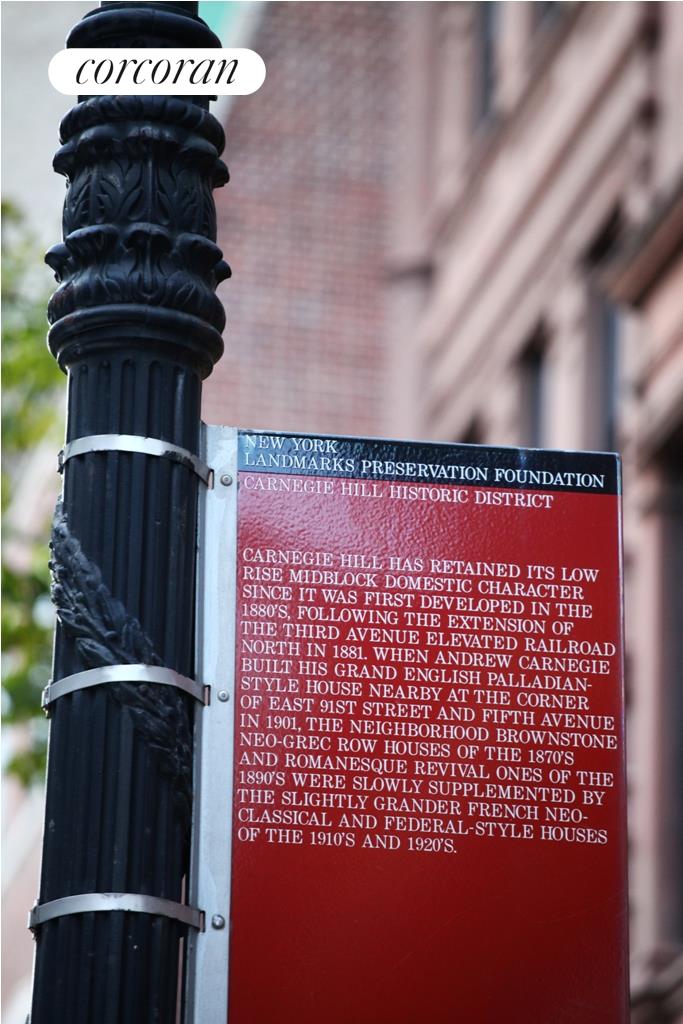 corcoran
NEW YORK
LANDMARKS PRESERVATION FOUNDATION
CARNEGIE HILL HISTORIC DISTRICT
CARNEGIE HILL HAS RETAINED ITS LOW
RISE MIDBLOCK DOMESTIC CHARACTER
SINCE IT WAS FIRST DEVELOPED IN THE
1880'S, FOLLOWING THE EXTENSION OF
THE THIRD AVENUE ELEVATED RAILROAD
NORTH IN 1881. WHEN ANDREW CARNEGIE
BUILT HIS GRAND ENGLISH PALLADIAN-
STYLE HOUSE NEARBY AT THE CORNER
OF EAST 91ST STREET AND FIFTH AVENUE
IN 1901, THE NEIGHBORHOOD BROWNSTONE
NEO-GREC ROW HOUSES OF THE 1870'S
AND ROMANESQUE REVIVAL ONES OF THE
1890'S WERE SLOWLY SUPPLEMENTED BY
THE SLIGHTLY GRANDER FRENCH NEO-
CLASSICAL AND FEDERAL-STYLE HOUSES
OF THE 1910'S AND 1920'S.